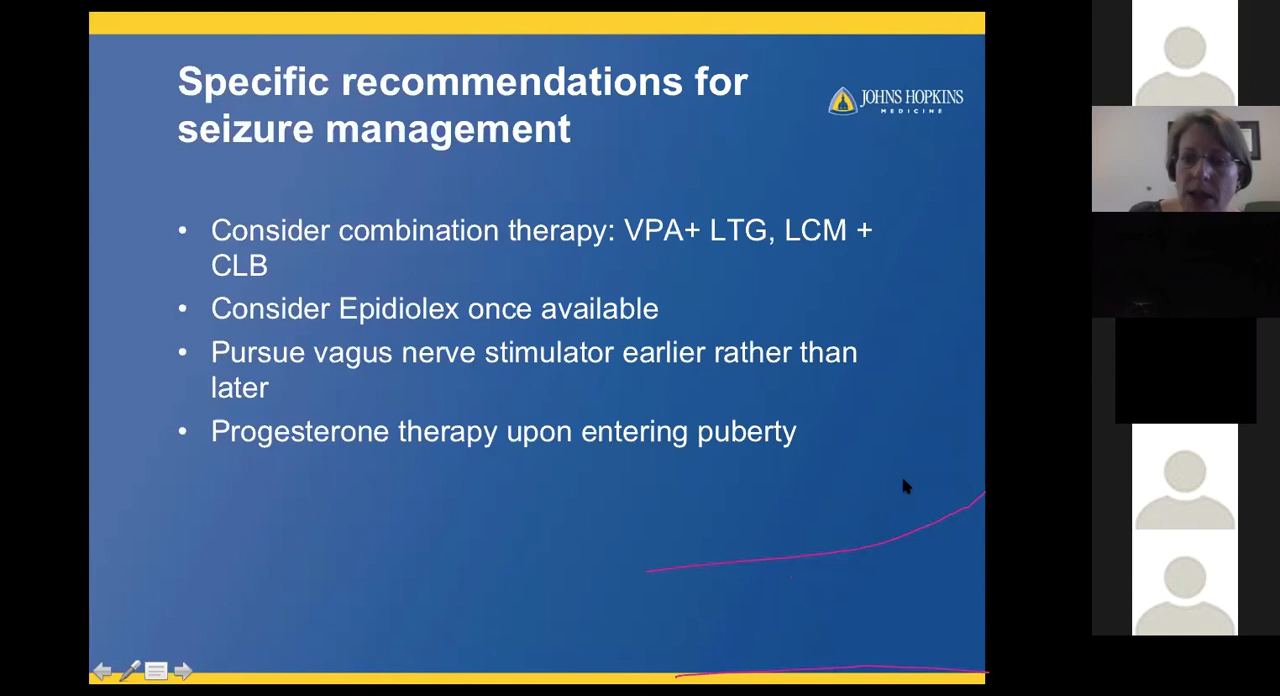 Specific recommendations for
seizure management
JOHNS HOPKINS
MEDICINE
• Consider combination therapy: VPA+ LTG, LCM +
CLB
• Consider Epidiolex once available
• Pursue vagus nerve stimulator earlier rather than
later
• Progesterone therapy upon entering puberty